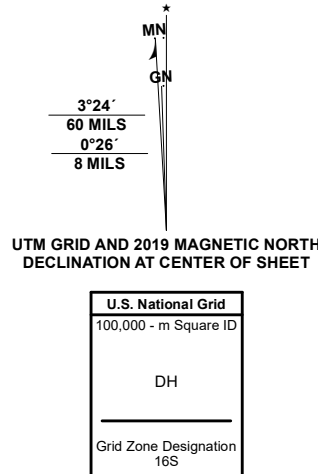 ★
MN
GN
3°24´
60 MILS
0°26´
8 MILS
UTM GRID AND 2019 MAGNETIC NORTH
DECLINATION AT CENTER OF SHEET
U.S. National Grid
100,000 - m Square ID
DH
Grid Zone Designation
16S